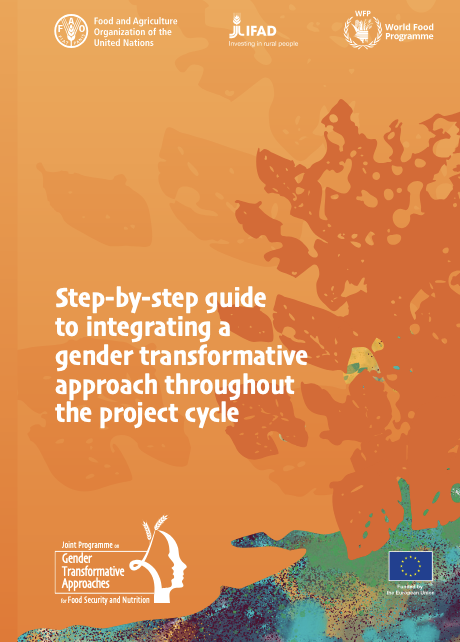 Food and Agriculture
Organization of the
United Nations
FAO
IFAD
Investing in rural people
WFP
World Food
Programme
Step-by-step guide
to integrating a
gender transformative
approach throughout
the project cycle
Joint Programme on
Gender
Transformative
Approaches
for Food Security and Nutrition
Funded by
the European Union